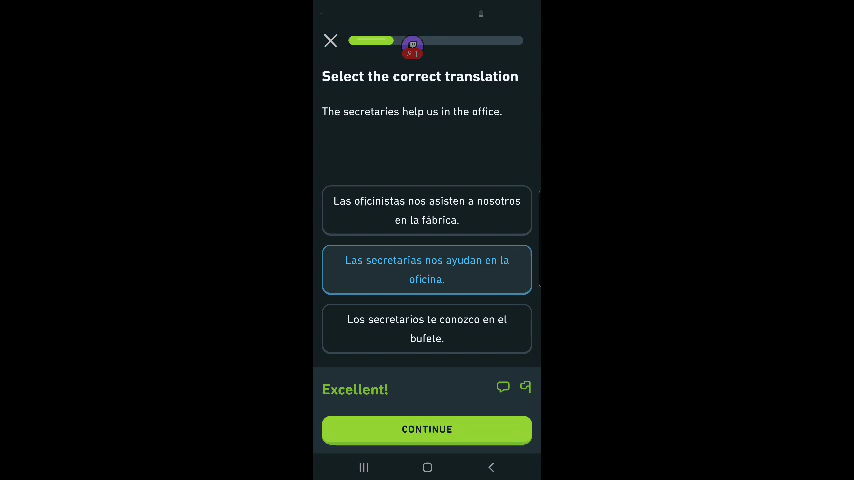 Select the correct translation
The secretaries help us in the office.
Las oficinistas nos asisten a nosotros
en la fábrica.
Las secretarias nos ayudan en la
oficina.
Los secretarios te conozco en el
bufete.
Excellent!
CONTINUE